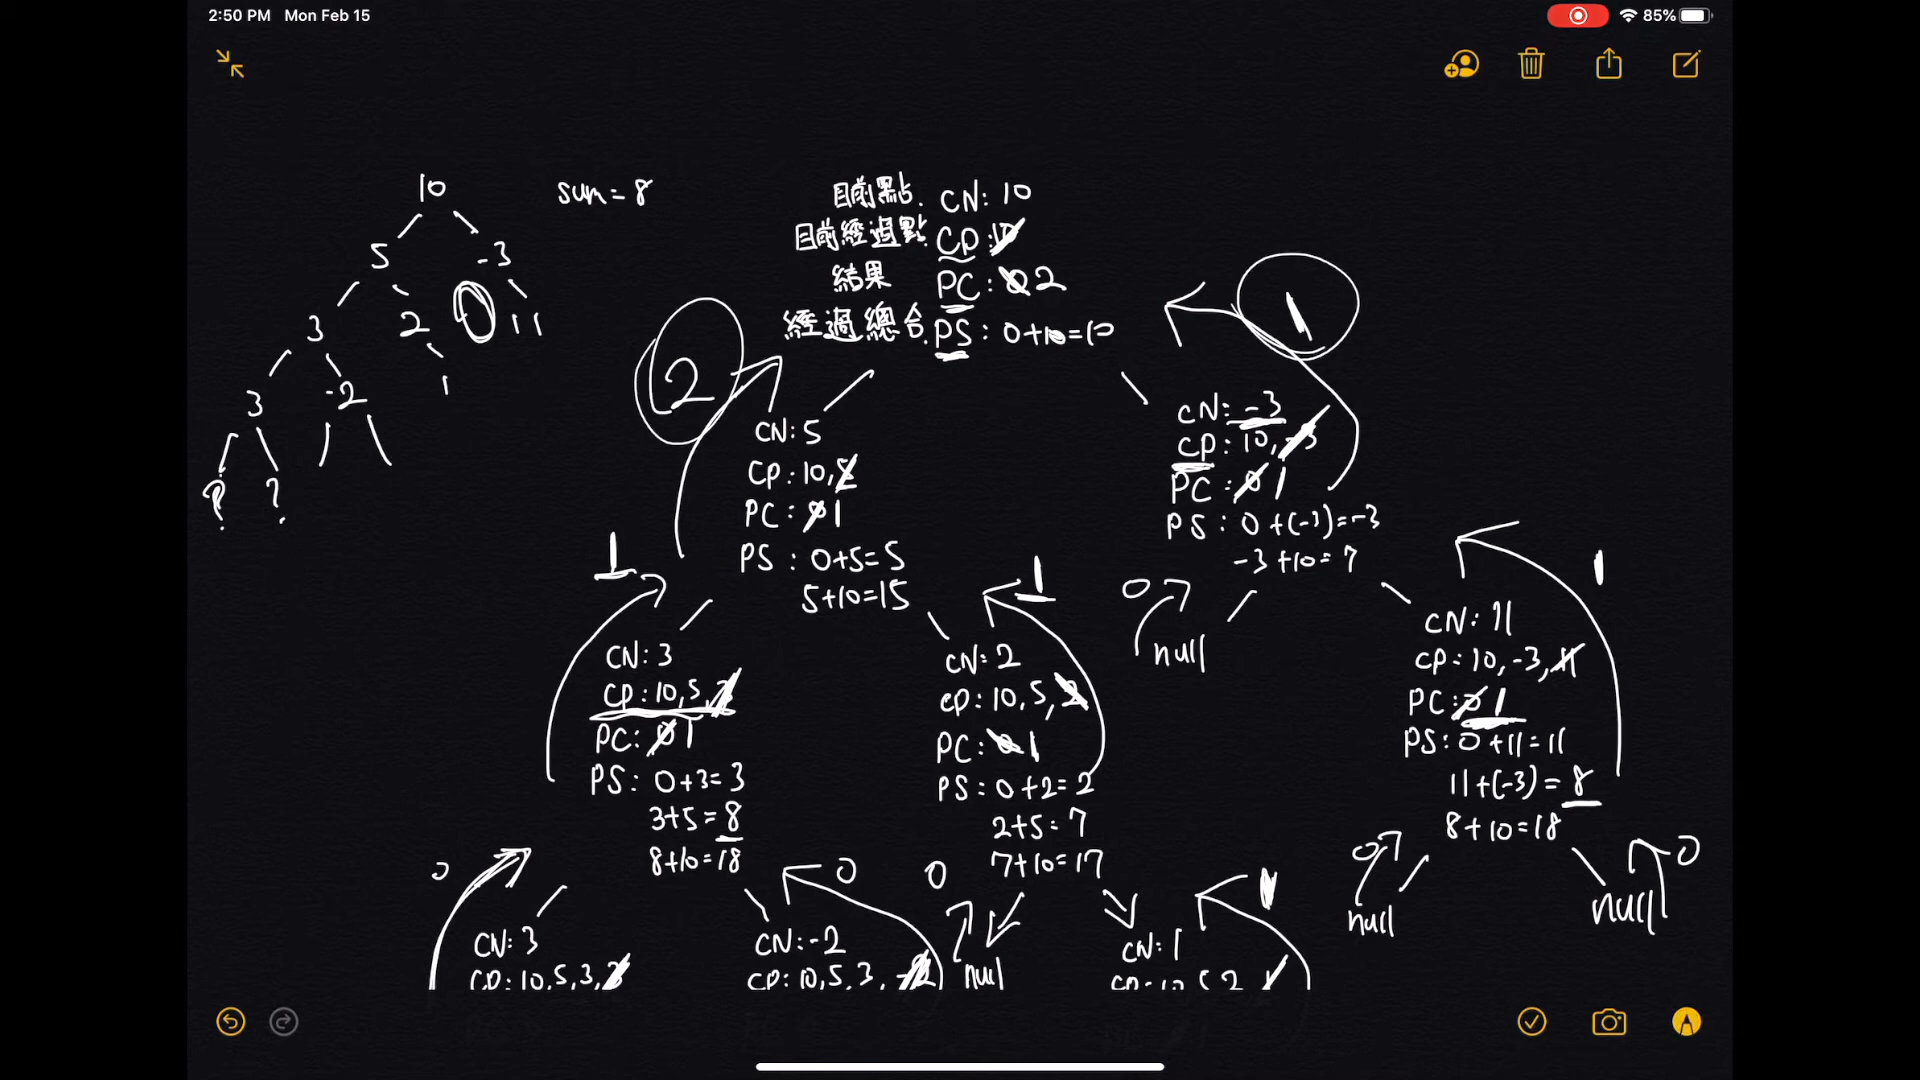 2:50 PM Mon Feb 15
85%
10
sum = 8
5
-3
3
2
11
3
-2
1
?
?
目前點. CN: 10
目前經過點. CP:
結果 PC: 2
經過總合. PS: 0+10=10
2
1
CN: 5
CP: 10,
PC: 0 1
PS: 0+5=5
5+10=15
CN: -3
CP: 10, -3
PC: 0 1
PS: 0+(-3)=-3
-3+10=7
1
CN: 3
CP: 10,5,
PC: 0 1
PS: 0+3=3
3+5=8
8+10=18
1
CN: 2
CP: 10,5,
PC: 0 1
PS: 0+2=2
2+5=7
7+10=17
0
null
1
CN: 11
CP: 10, -3, 11
PC: 0 1
PS: 0+11=11
11+(-3)=8
8+10=18
0
CN: 3
CP: 10,5,3,
0
CN: -2
CP: 10,5,3,
0
null
1
CN: 1
0
null
0
null